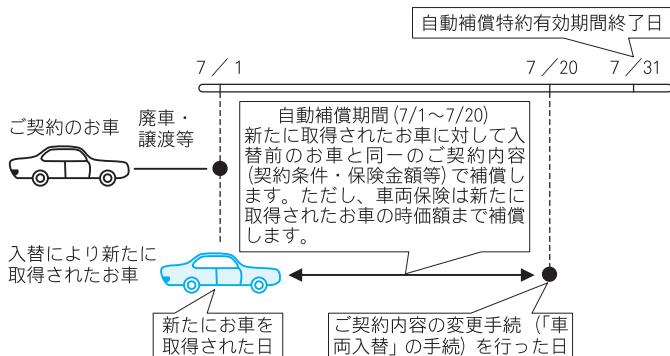 自動補償特約有効期間終了日
7/1
7/20
7/31
ご契約のお車
廃車・
譲渡等
自動補償期間(7/1～7/20)
新たに取得されたお車に対して入
替前のお車と同一のご契約内容
(契約条件・保険金額等)で補償し
ます。ただし、車両保険は新たに
取得されたお車の時価額まで補償
します。
入替により新たに
取得されたお車
新たにお車を
取得された日
ご契約内容の変更手続（「車
両入替」の手続）を行った日